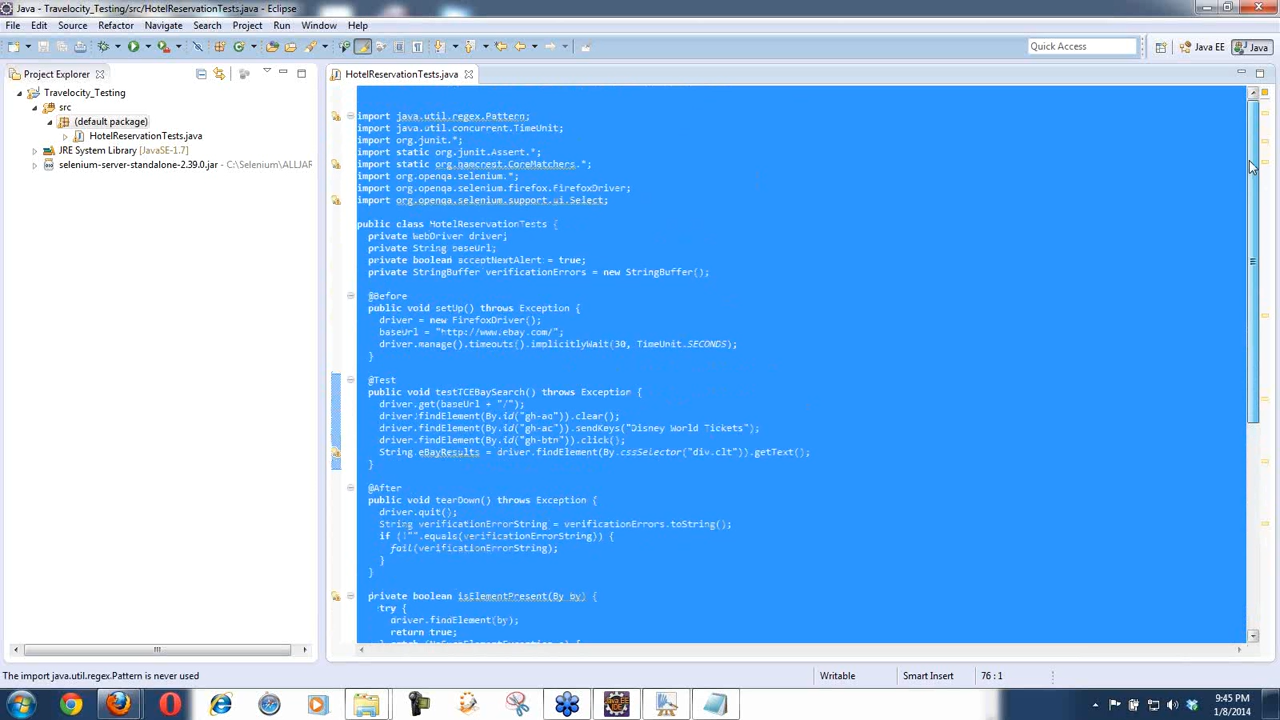 Java - Travelocity_Testing/src/HotelReservationTests.java - Eclipse
File Edit Source Refactor Navigate Search Project Run Window Help
Quick Access
Java EE
Java
Project Explorer
HotelReservationTests.java
Travelocity_Testing
src
(default package)
HotelReservationTests.java
JRE System Library [JavaSE-1.7]
selenium-server-standalone-2.39.0.jar - C:\Selenium\ALLJAR
import java.util.regex.Pattern;
import java.util.concurrent.TimeUnit;
import org.junit.*;
import static org.junit.Assert.*;
import static org.hamcrest.CoreMatchers.*;
import org.openqa.selenium.*;
import org.openqa.selenium.firefox.FirefoxDriver;
import org.openqa.selenium.support.ui.Select;
public class HotelReservationTests {
private WebDriver driver;
private String baseUrl;
private boolean acceptNextAlert = true;
private StringBuffer verificationErrors = new StringBuffer();
@Before
public void setUp() throws Exception {
driver = new FirefoxDriver();
baseUrl = "http://www.ebay.com/";
driver.manage().timeouts().implicitlyWait(30, TimeUnit.SECONDS);
}
@Test
public void testTCEBaySearch() throws Exception {
driver.get(baseUrl + "/");
driver.findElement(By.id("gh-ac")).clear();
driver.findElement(By.id("gh-ac")).sendKeys("Disney World Tickets");
driver.findElement(By.id("gh-btn")).click();
String eBayResults = driver.findElement(By.cssSelector("div.clt")).getText();
}
@After
public void tearDown() throws Exception {
driver.quit();
String verificationErrorString = verificationErrors.toString();
if (!"".equals(verificationErrorString)) {
fail(verificationErrorString);
}
}
private boolean isElementPresent(By by) {
try {
driver.findElement(by);
return true;
} catch (NoSuchElementException e) {
The import java.util.regex.Pattern is never used
Writable
Smart Insert
76 : 1
9:45 PM
1/8/2014